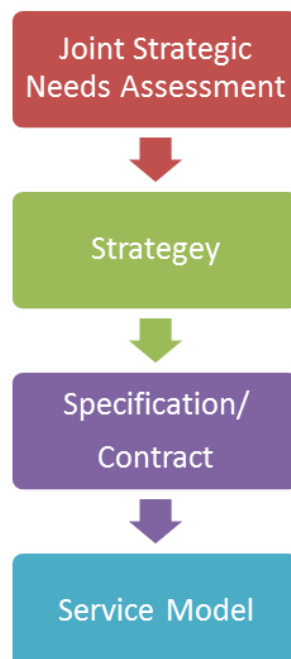 Joint Strategic
Needs Assessment
Strategey
Specification/
Contract
Service Model